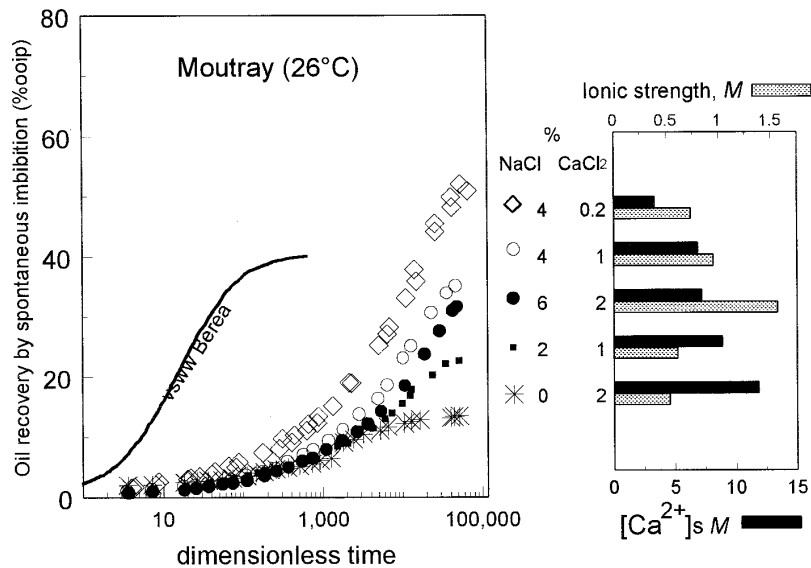 Moutray (26°C)
Oil recovery by spontaneous imbibition (%ooip)
80
60
40
20
0
vsww Berea
10
1,000
100,000
dimensionless time
Ionic strength, M
0 0.5 1 1.5
%
NaCl CaCl2
4 0.2
4 1
6 2
2 1
0 2
0 5 10 15
[Ca2+]s M